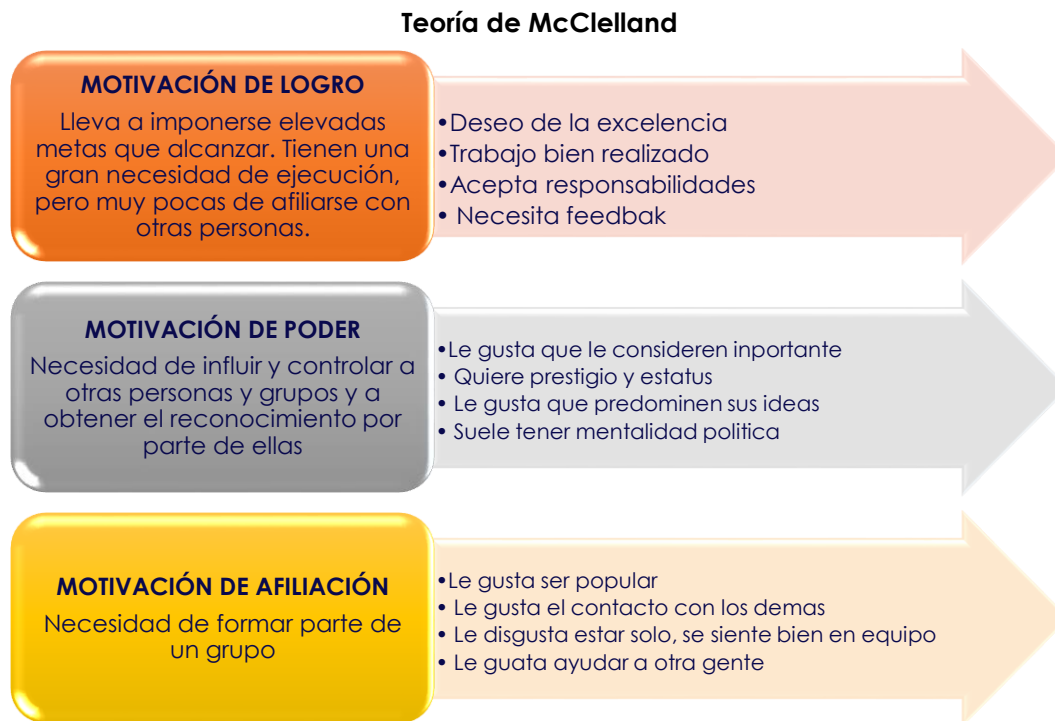 Teoría de McClelland
MOTIVACIÓN DE LOGRO
Lleva a imponerse elevadas
metas que alcanzar. Tienen una
gran necesidad de ejecución,
pero muy pocas de afiliarse con
otras personas.
•Deseo de la excelencia
•Trabajo bien realizado
•Acepta responsabilidades
• Necesita feedbak
MOTIVACIÓN DE PODER
Necesidad de influir y controlar a
otras personas y grupos y a
obtener el reconocimiento por
parte de ellas
•Le gusta que le consideren inportante
• Quiere prestigio y estatus
• Le gusta que predominen sus ideas
• Suele tener mentalidad politica
MOTIVACIÓN DE AFILIACIÓN
Necesidad de formar parte de
un grupo
•Le gusta ser popular
• Le gusta el contacto con los demas
• Le disgusta estar solo, se siente bien en equipo
• Le guata ayudar a otra gente